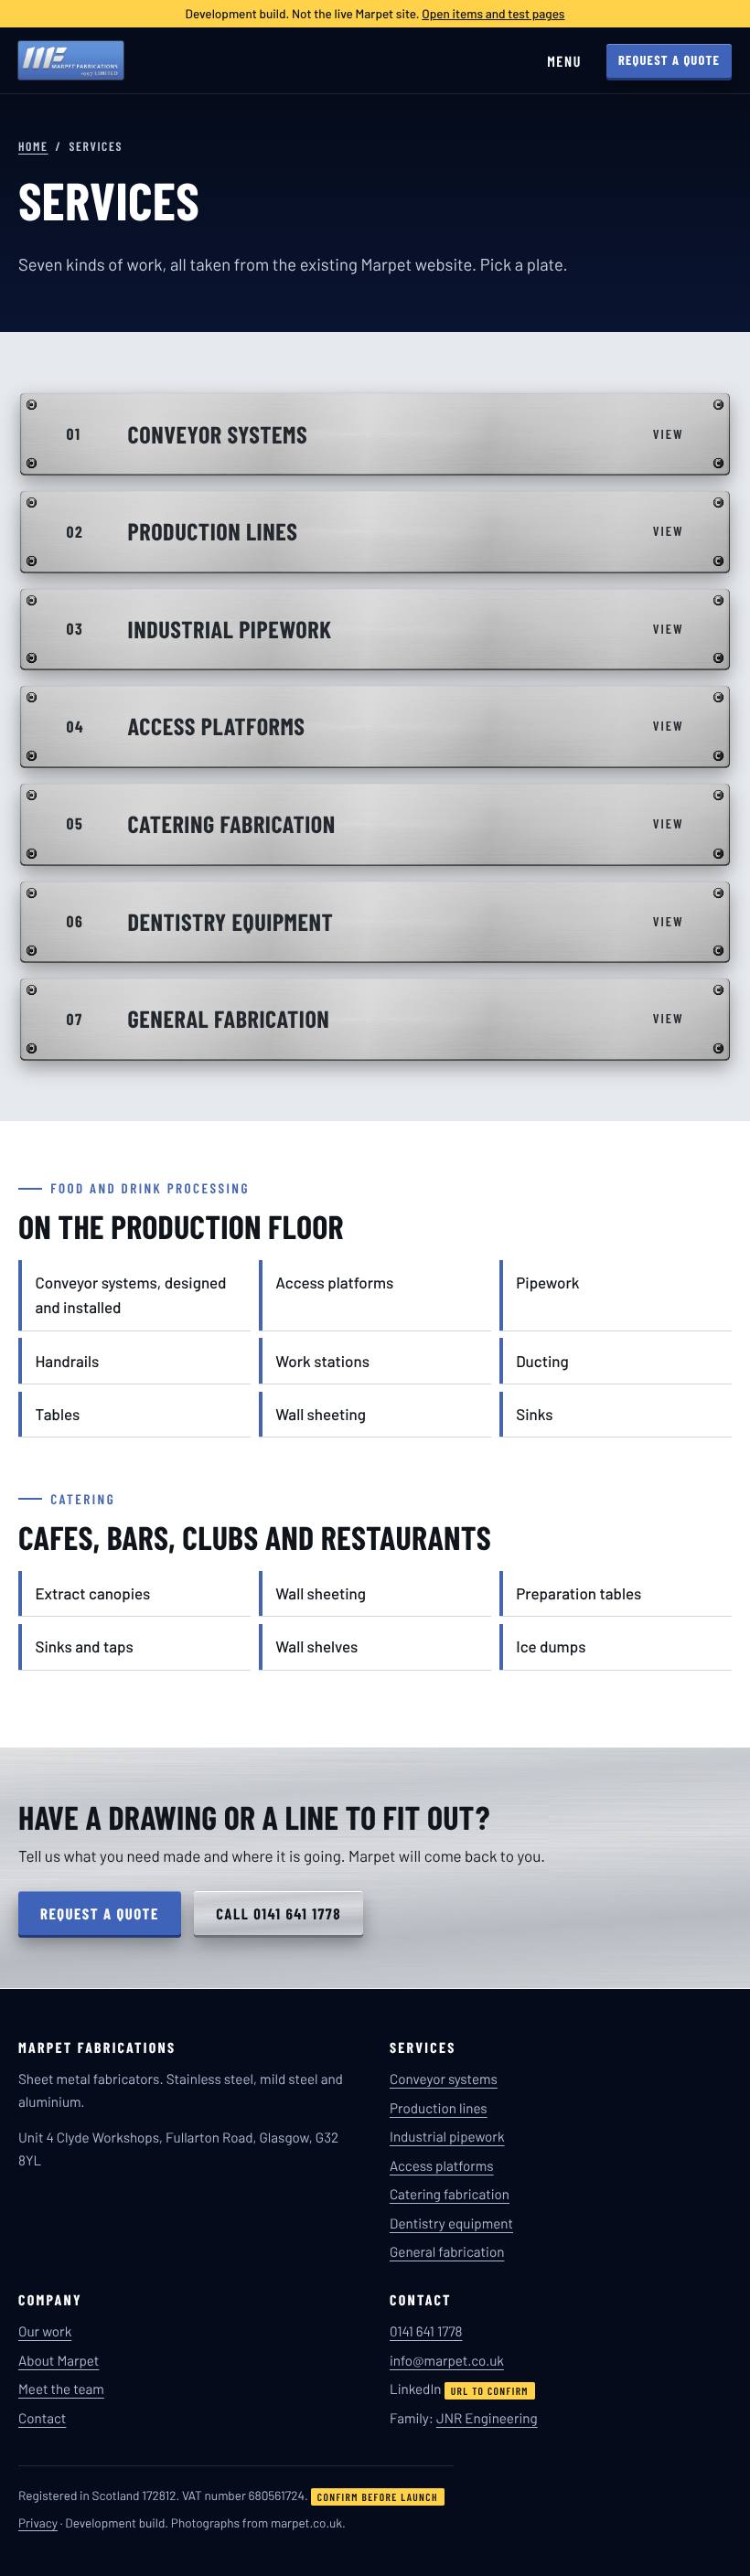 Development build. Not the live Marpet site. Open items and test pages
MARPET FABRICATIONS
LIMITED
MENU
REQUEST A QUOTE
HOME / SERVICES
SERVICES
Seven kinds of work, all taken from the existing Marpet website. Pick a plate.
01 CONVEYOR SYSTEMS VIEW
02 PRODUCTION LINES VIEW
03 INDUSTRIAL PIPEWORK VIEW
04 ACCESS PLATFORMS VIEW
05 CATERING FABRICATION VIEW
06 DENTISTRY EQUIPMENT VIEW
07 GENERAL FABRICATION VIEW
FOOD AND DRINK PROCESSING
ON THE PRODUCTION FLOOR
Conveyor systems, designed
and installed
Access platforms
Pipework
Handrails
Work stations
Ducting
Tables
Wall sheeting
Sinks
CATERING
CAFES, BARS, CLUBS AND RESTAURANTS
Extract canopies
Wall sheeting
Preparation tables
Sinks and taps
Wall shelves
Ice dumps
HAVE A DRAWING OR A LINE TO FIT OUT?
Tell us what you need made and where it is going. Marpet will come back to you.
REQUEST A QUOTE
CALL 0141 641 1778
MARPET FABRICATIONS
Sheet metal fabricators. Stainless steel, mild steel and
aluminium.
Unit 4 Clyde Workshops, Fullarton Road, Glasgow, G32
8YL
SERVICES
Conveyor systems
Production lines
Industrial pipework
Access platforms
Catering fabrication
Dentistry equipment
General fabrication
COMPANY
Our work
About Marpet
Meet the team
Contact
CONTACT
0141 641 1778
info@marpet.co.uk
LinkedIn URL TO CONFIRM
Family: JNR Engineering
Registered in Scotland 172812. VAT number 680561724. CONFIRM BEFORE LAUNCH
Privacy · Development build. Photographs from marpet.co.uk.